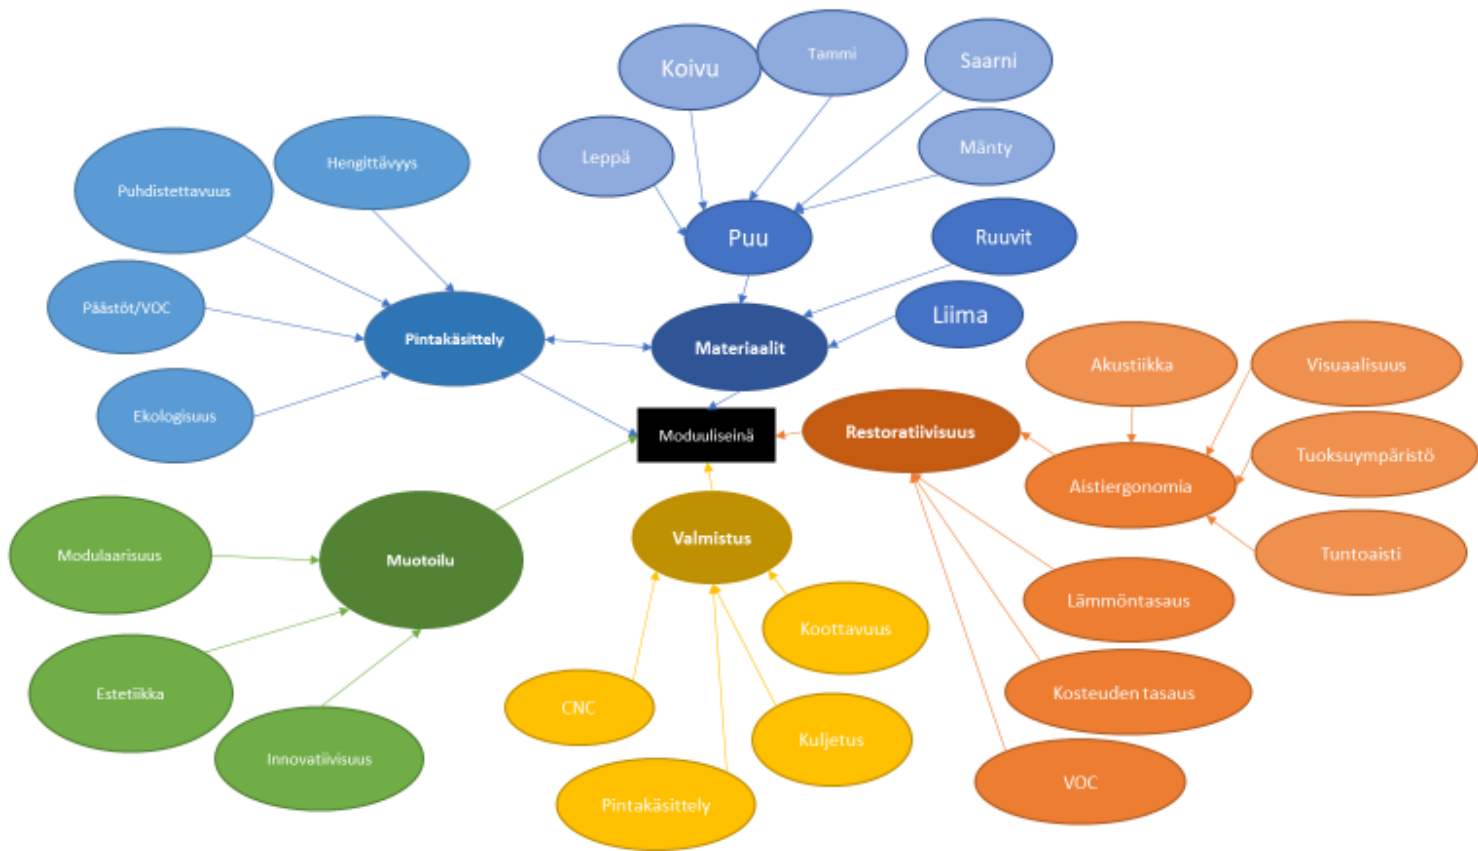 Koivu
Tammi
Saarni
Leppä
Mänty
Puhdistettavuus
Hengittävyys
Puu
Ruuvit
Päästöt/VOC
Liima
Pintakäsittely
Materiaalit
Akustiikka
Visuaalisuus
Ekologisuus
Moduuliseinä
Restoratiivisuus
Tuoksuympäristö
Aistiergonomia
Modulaarisuus
Muotoilu
Valmistus
Tuntoaisti
Lämmöntasaus
Koottavuus
Estetiikka
Kosteuden tasaus
CNC
Kuljetus
Innovatiivisuus
VOC
Pintakäsittely